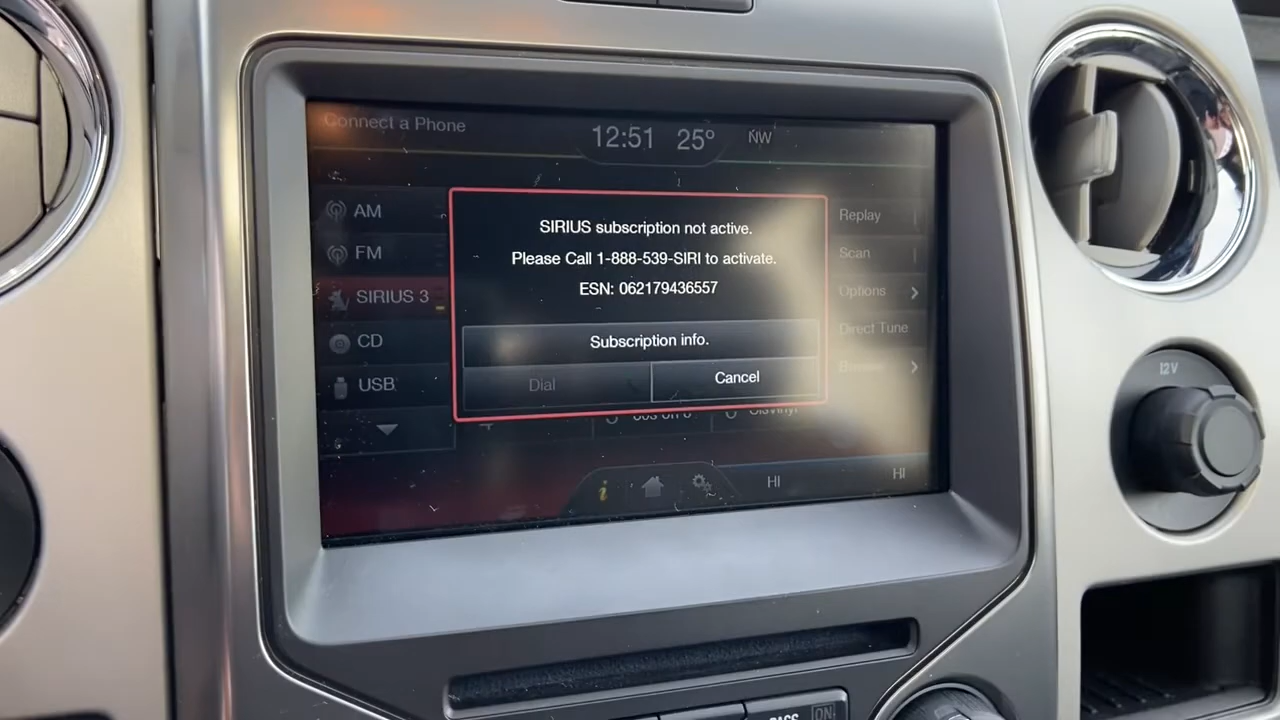 Connect a Phone
12:51 25° NW
AM
FM
SIRIUS 3
CD
USB
SIRIUS subscription not active.
Please Call 1-888-539-SIRI to activate.
ESN: 062179436557
Subscription info.
Dial
Cancel
Replay
Scan
Options
Direct Tune
HI
HI
12V
PASS
ON